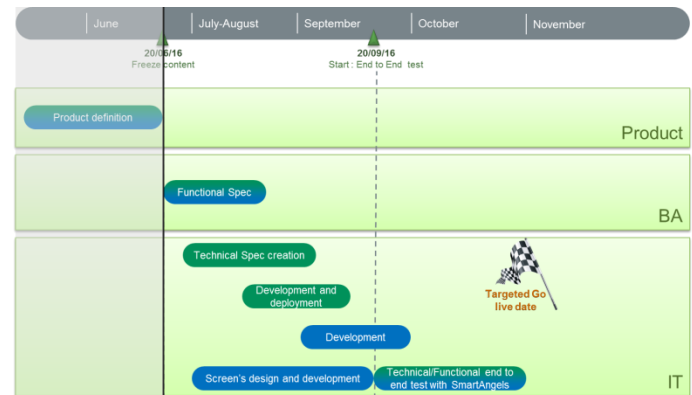 June
July-August
September
October
November
20/06/16
Freeze content
20/09/16
Start : End to End test
Product definition
Product
Functional Spec
BA
Technical Spec creation
Development and
deployment
Targeted Go
live date
Development
Screen's design and development
Technical/Functional end to
end test with SmartAngels
IT